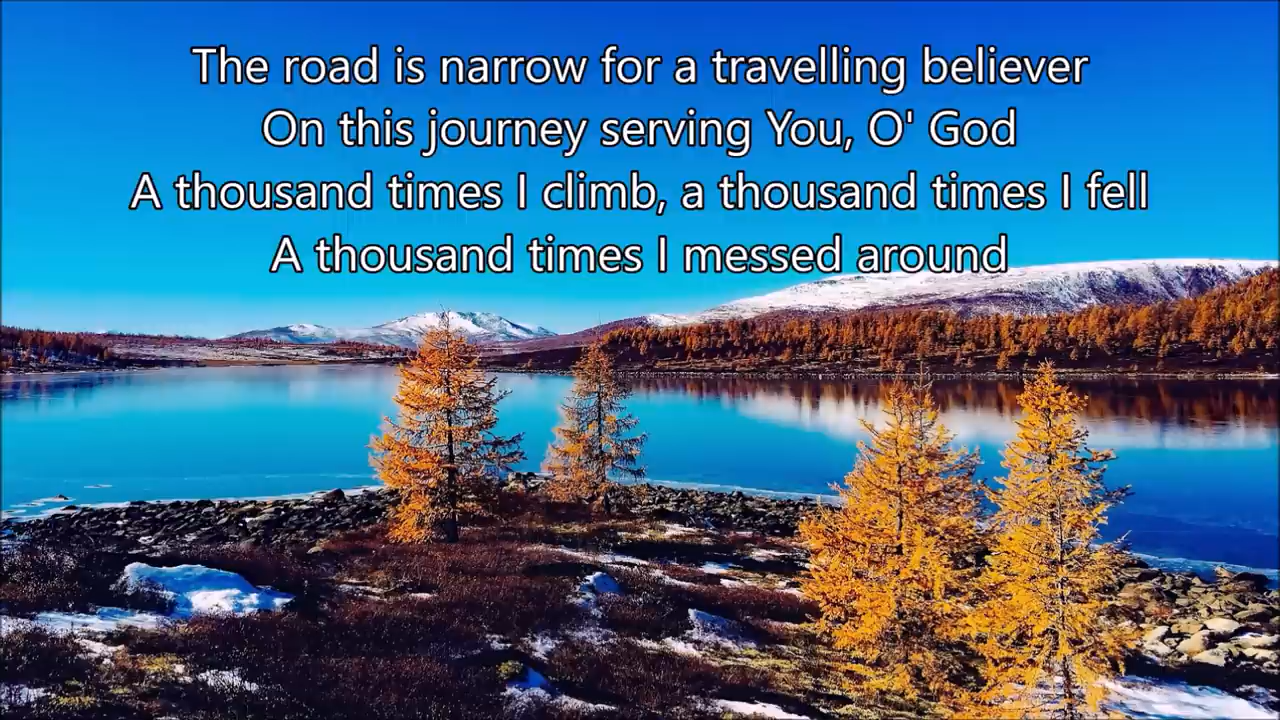 The road is narrow for a travelling believer
On this journey serving You, O' God
A thousand times I climb, a thousand times I fell
A thousand times I messed around